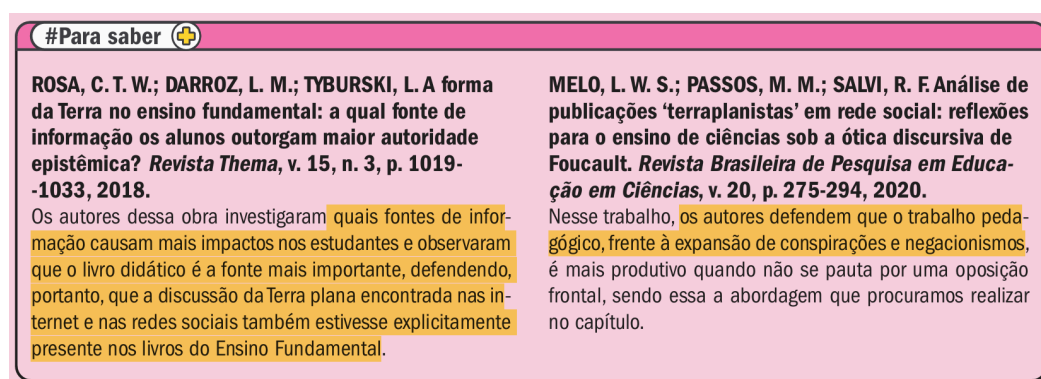 #Para saber +
ROSA, C. T. W.; DARROZ, L. M.; TYBURSKI, L. A forma
da Terra no ensino fundamental: a qual fonte de
informação os alunos outorgam maior autoridade
epistêmica? Revista Thema, v. 15, n. 3, p. 1019-
-1033, 2018.
Os autores dessa obra investigaram quais fontes de infor-
mação causam mais impactos nos estudantes e observaram
que o livro didático é a fonte mais importante, defendendo,
portanto, que a discussão da Terra plana encontrada nas in-
ternet e nas redes sociais também estivesse explicitamente
presente nos livros do Ensino Fundamental.
MELO, L. W. S.; PASSOS, M. M.; SALVI, R. F. Análise de
publicações ‘terraplanistas’ em rede social: reflexões
para o ensino de ciências sob a ótica discursiva de
Foucault. Revista Brasileira de Pesquisa em Educa-
ção em Ciências, v. 20, p. 275-294, 2020.
Nesse trabalho, os autores defendem que o trabalho peda-
gógico, frente à expansão de conspirações e negacionismos,
é mais produtivo quando não se pauta por uma oposição
frontal, sendo essa a abordagem que procuramos realizar
no capítulo.